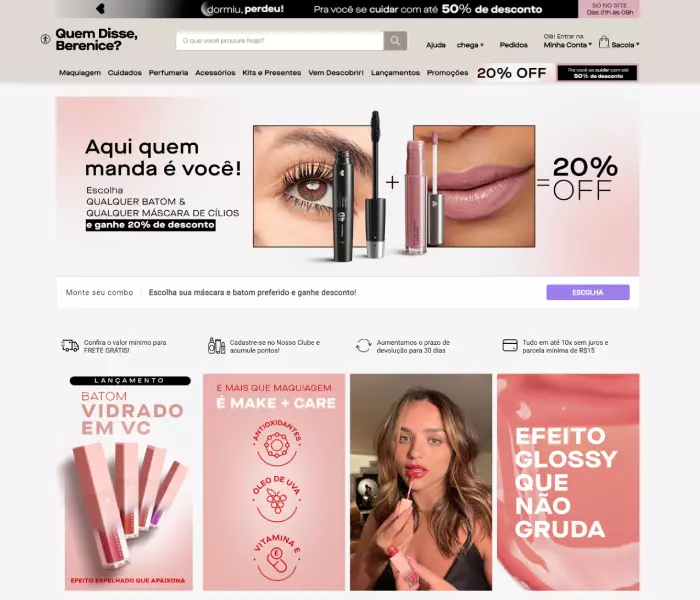 dormiu, perdeu!
Pra você se cuidar com até 50% de desconto
SÓ NO SITE
Das 21h às 09h
Quem Disse,
Berenice?
O que você procura hoje?
Ajuda
chega +
Pedidos
Olá! Entrar na
Minha Conta
Sacola
Maquiagem Cuidados Perfumaria Acessórios Kits e Presentes Vem Descobrir! Lançamentos Promoções
20% OFF
Pra você se cuidar com até
50% de desconto
Aqui quem
manda é você!
Escolha
QUALQUER BATOM &
QUALQUER MÁSCARA DE CÍLIOS
e ganhe 20% de desconto
4D
+
=
20%
OFF
Monte seu combo
Escolha sua máscara e batom preferido e ganhe desconto!
ESCOLHA
Confira o valor mínimo para
FRETE GRÁTIS!
Cadastre-se no Nosso Clube e
acumule pontos!
Aumentamos o prazo de
devolução para 30 dias
Tudo em até 10x sem juros e
parcela mínima de R$15
LANÇAMENTO
BATOM
VIDRADO
EM VC
EFEITO ESPELHADO QUE APAIXONA
E MAIS QUE MAQUIAGEM
É MAKE + CARE
ANTIOXIDANTES
ÓLEO DE UVA
VITAMINA E
EFEITO
GLOSSY
QUE
NÃO
GRUDA